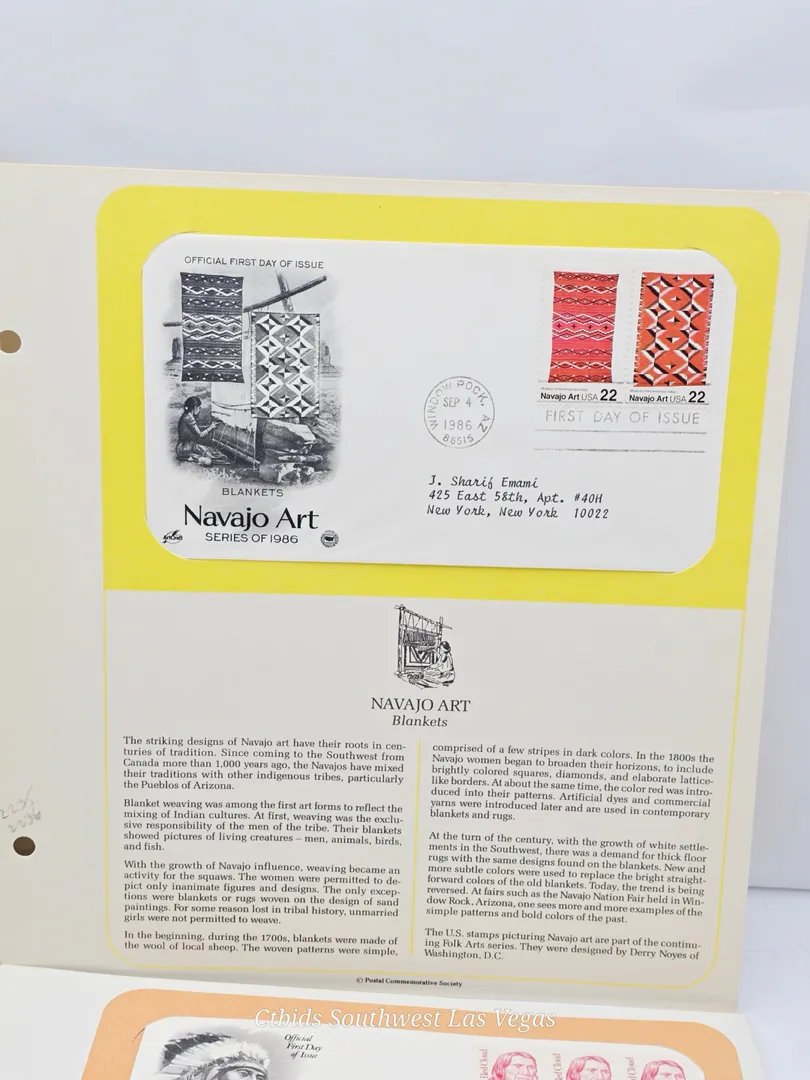 OFFICIAL FIRST DAY OF ISSUE
BLANKETS
Navajo Art
SERIES OF 1986
WINDOW ROCK, AZ
SEP 4
1986
86515
Navajo Art USA 22
Navajo Art USA 22
FIRST DAY OF ISSUE
J. Sharif Emami
425 East 58th, Apt. #40H
New York, New York 10022
NAVAJO ART
Blankets
The striking designs of Navajo art have their roots in cen-
turies of tradition. Since coming to the Southwest from
Canada more than 1,000 years ago, the Navajos have mixed
their traditions with other indigenous tribes, particularly
the Pueblos of Arizona.
Blanket weaving was among the first art forms to reflect the
mixing of Indian cultures. At first, weaving was the exclu-
sive responsibility of the men of the tribe. Their blankets
showed pictures of living creatures – men, animals, birds,
and fish.
With the growth of Navajo influence, weaving became an
activity for the squaws. The women were permitted to de-
pict only inanimate figures and designs. The only excep-
tions were blankets or rugs woven on the design of sand
paintings. For some reason lost in tribal history, unmarried
girls were not permitted to weave.
In the beginning, during the 1700s, blankets were made of
the wool of local sheep. The woven patterns were simple,
comprised of a few stripes in dark colors. In the 1800s the
Navajo women began to broaden their horizons, to include
brightly colored squares, diamonds, and elaborate lattice-
like borders. At about the same time, the color red was intro-
duced into their patterns. Artificial dyes and commercial
yarns were introduced later and are used in contemporary
blankets and rugs.
At the turn of the century, with the growth of white settle-
ments in the Southwest, there was a demand for thick floor
rugs with the same designs found on the blankets. New and
more subtle colors were used to replace the bright straight-
forward colors of the old blankets. Today, the trend is being
reversed. At fairs such as the Navajo Nation Fair held in Win-
dow Rock, Arizona, one sees more and more examples of the
simple patterns and bold colors of the past.
The U.S. stamps picturing Navajo art are part of the continu-
ing Folk Arts series. They were designed by Derry Noyes of
Washington, D.C.
© Postal Commemorative Society
Ctbids Southwest Las Vegas
Official
First Day
of Issue
Red Cloud
Red Cloud
Red Cloud